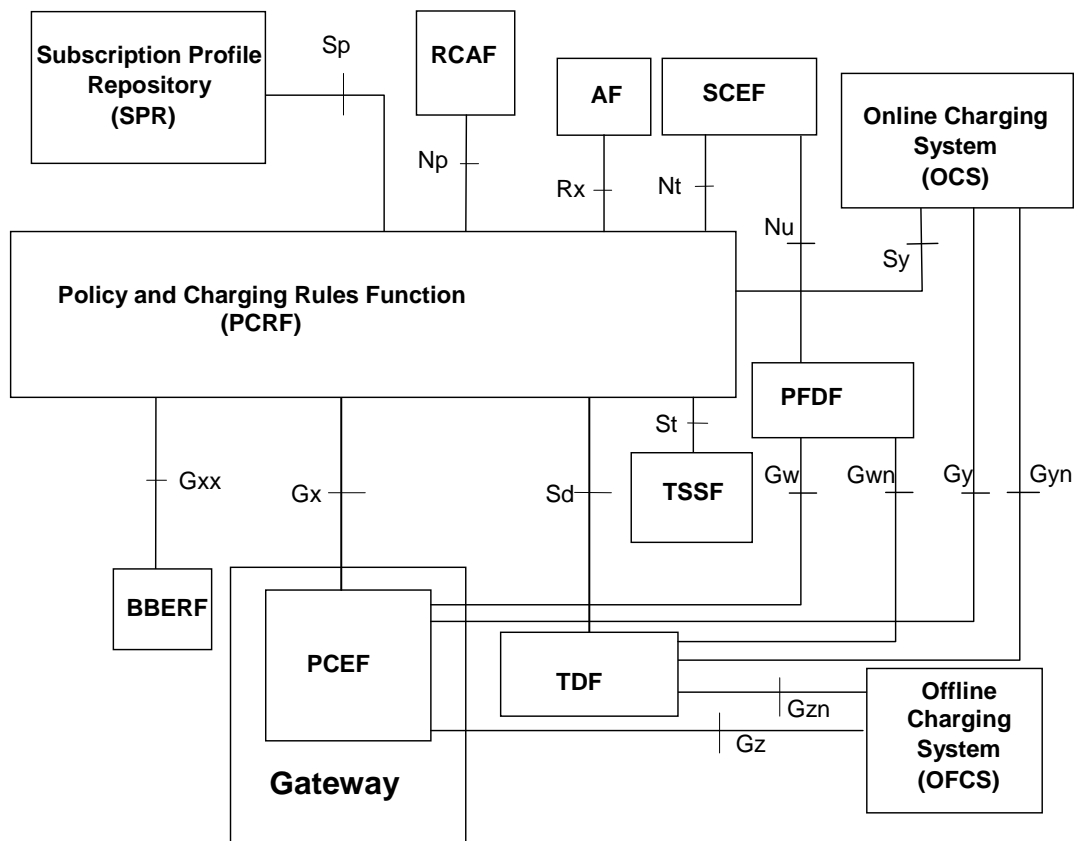 Subscription Profile
Repository
(SPR)
Sp
RCAF
AF
SCEF
Online Charging
System
(OCS)
Np
Rx
Nt
Nu
Sy
Policy and Charging Rules Function
(PCRF)
PFDF
St
Gxx
Gx
Sd
TSSF
Gw
Gwn
Gy
Gyn
BBERF
PCEF
TDF
Offline
Charging
System
(OFCS)
Gzn
Gz
Gateway